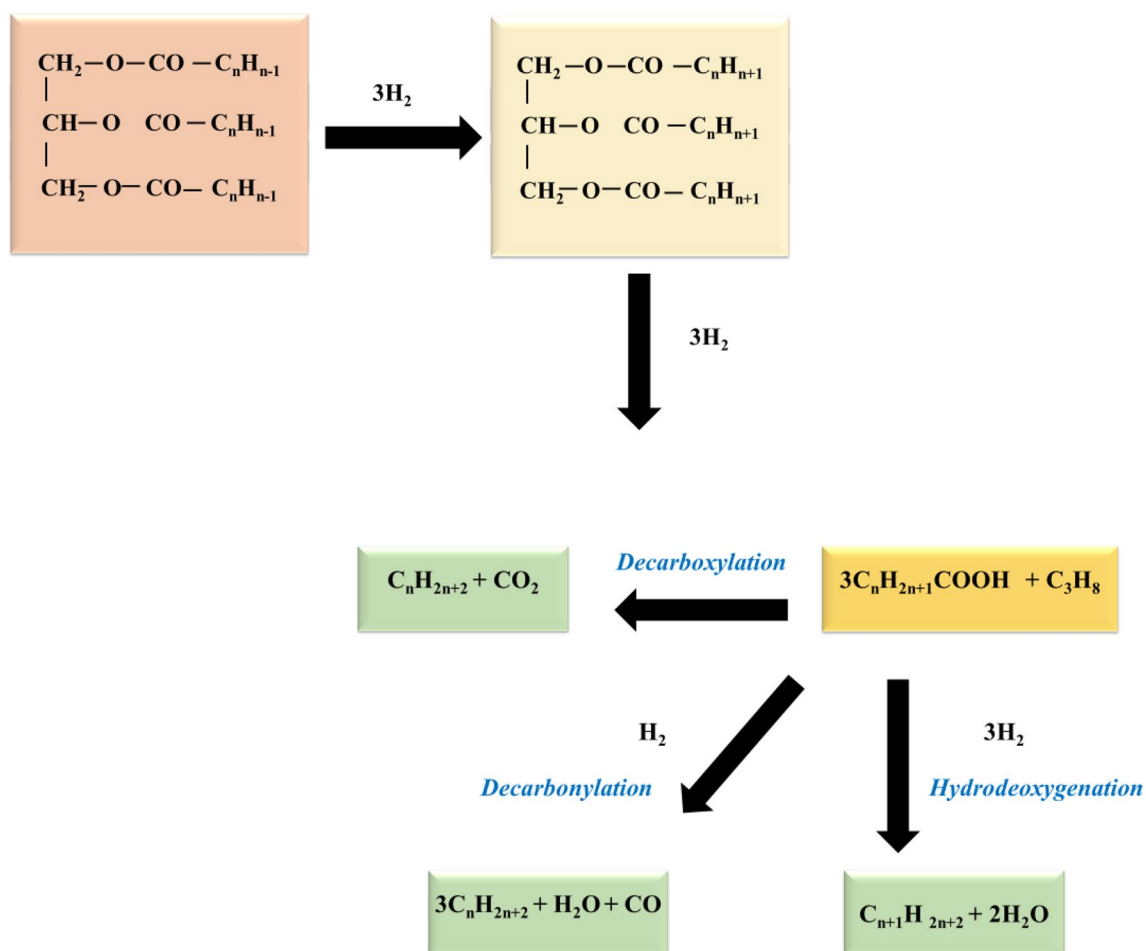 CH₂—O—CO —CₙHₙ₋₁
CH—O CO—CₙHₙ₋₁
CH₂—O—CO— CₙHₙ₋₁
3H₂
CH₂—O—CO —CₙHₙ₊₁
CH—O CO —CₙHₙ₊₁
CH₂—O—CO— CₙHₙ₊₁
3H₂
CₙH₂ₙ₊₂ + CO₂
Decarboxylation
3CₙH₂ₙ₊₁COOH + C₃H₈
H₂
3H₂
Decarbonylation
Hydrodeoxygenation
3CₙH₂ₙ₊₂ + H₂O + CO
Cₙ₊₁H ₂ₙ₊₂ + 2H₂O